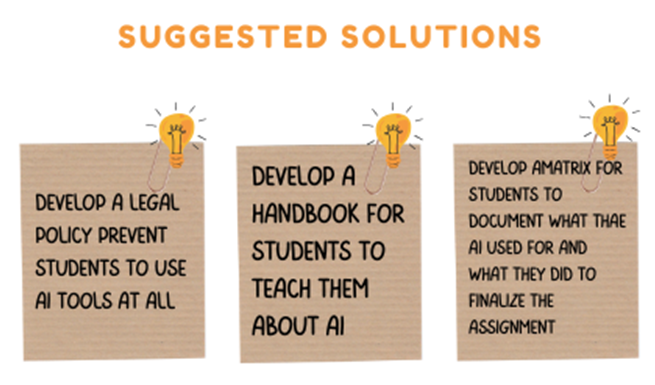 SUGGESTED SOLUTIONS
DEVELOP A LEGAL
POLICY PREVENT
STUDENTS TO USE
AI TOOLS AT ALL
DEVELOP A
HANDBOOK FOR
STUDENTS TO
TEACH THEM
ABOUT AI
DEVELOP AMATRIX FOR
STUDENTS TO
DOCUMENT WHAT THAE
AI USED FOR AND
WHAT THEY DID TO
FINALIZE THE
ASSIGNMENT